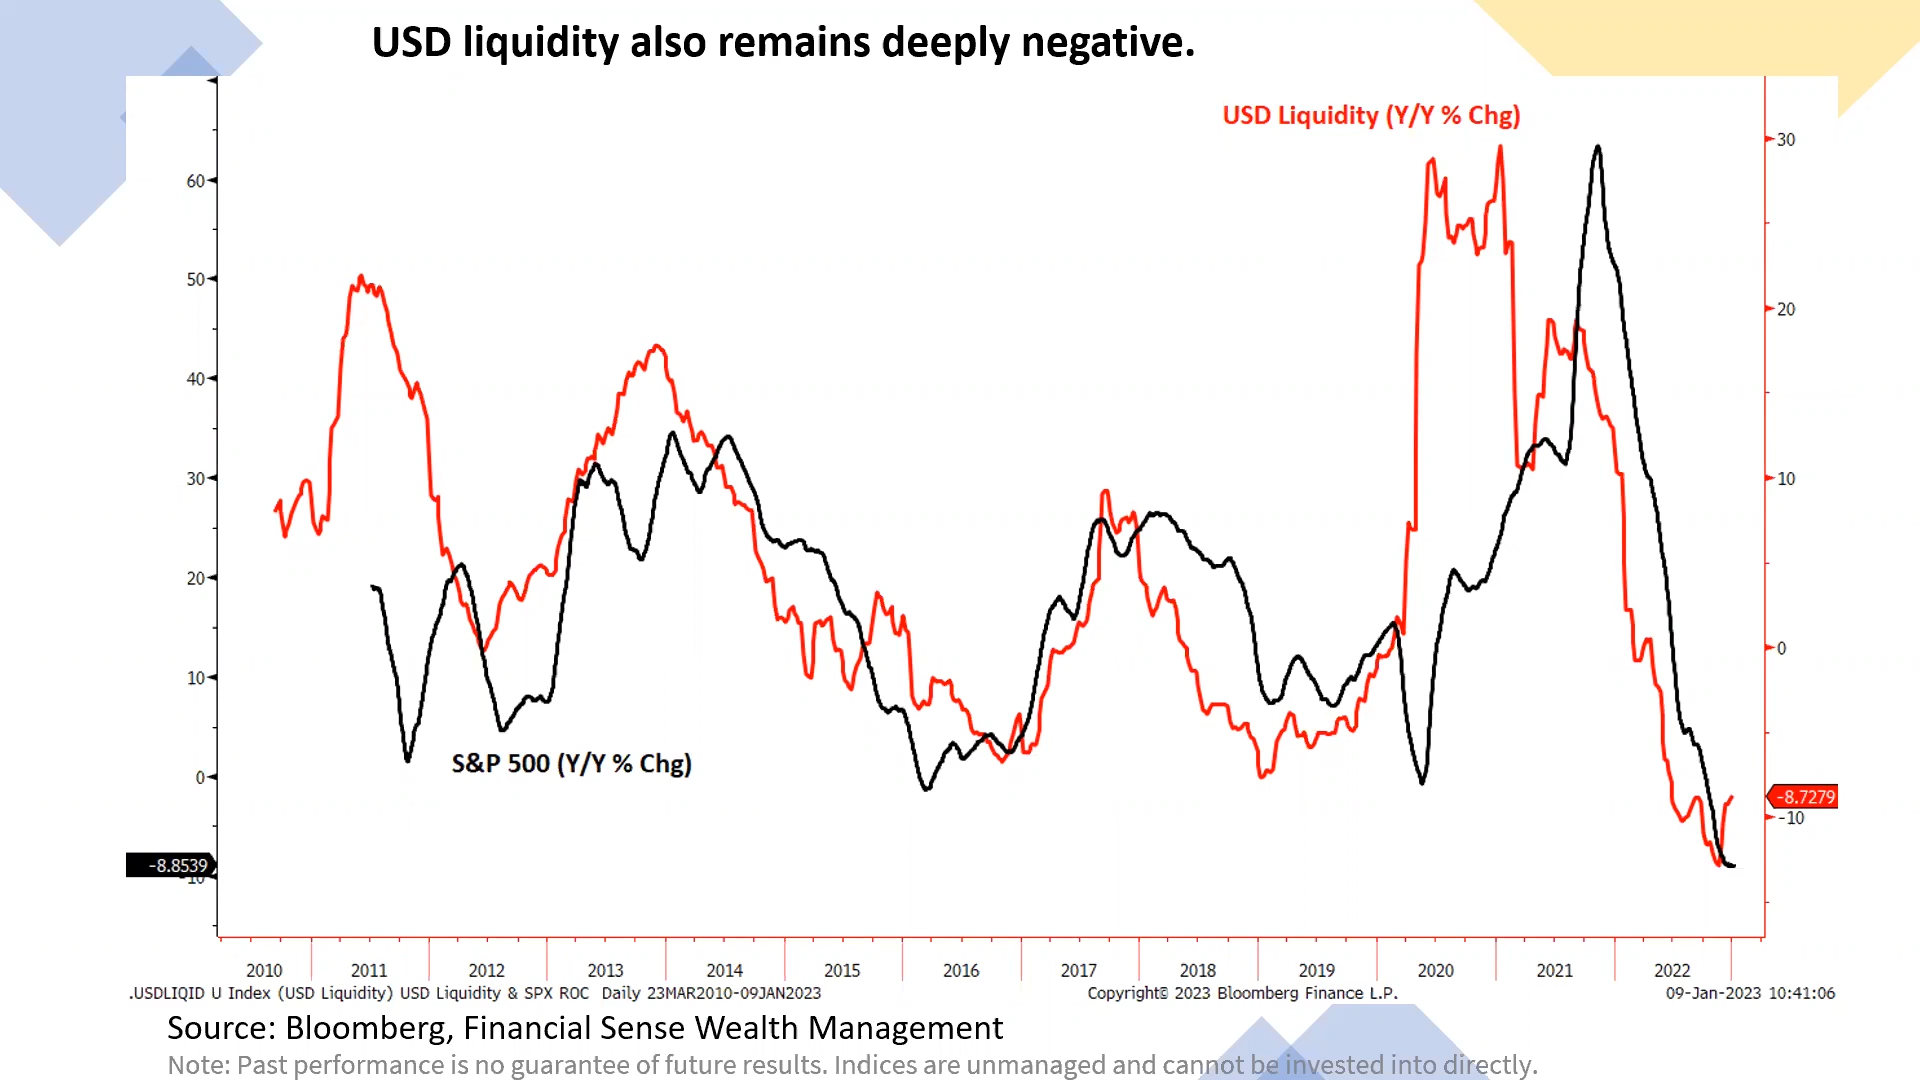 USD liquidity also remains deeply negative.
USD Liquidity (Y/Y % Chg)
30
60
50
20
40
30
10
20
0
10
S&P 500 (Y/Y % Chg)
0
-8.7279
-10
-8.8539
-10
2010 2011 2012 2013 2014 2015 2016 2017 2018 2019 2020 2021 2022
.USDLIQID U Index (USD Liquidity) USD Liquidity & SPX ROC Daily 23MAR2010-09JAN2023 Copyright© 2023 Bloomberg Finance L.P. 09-Jan-2023 10:41:06
Source: Bloomberg, Financial Sense Wealth Management
Note: Past performance is no guarantee of future results. Indices are unmanaged and cannot be invested into directly.